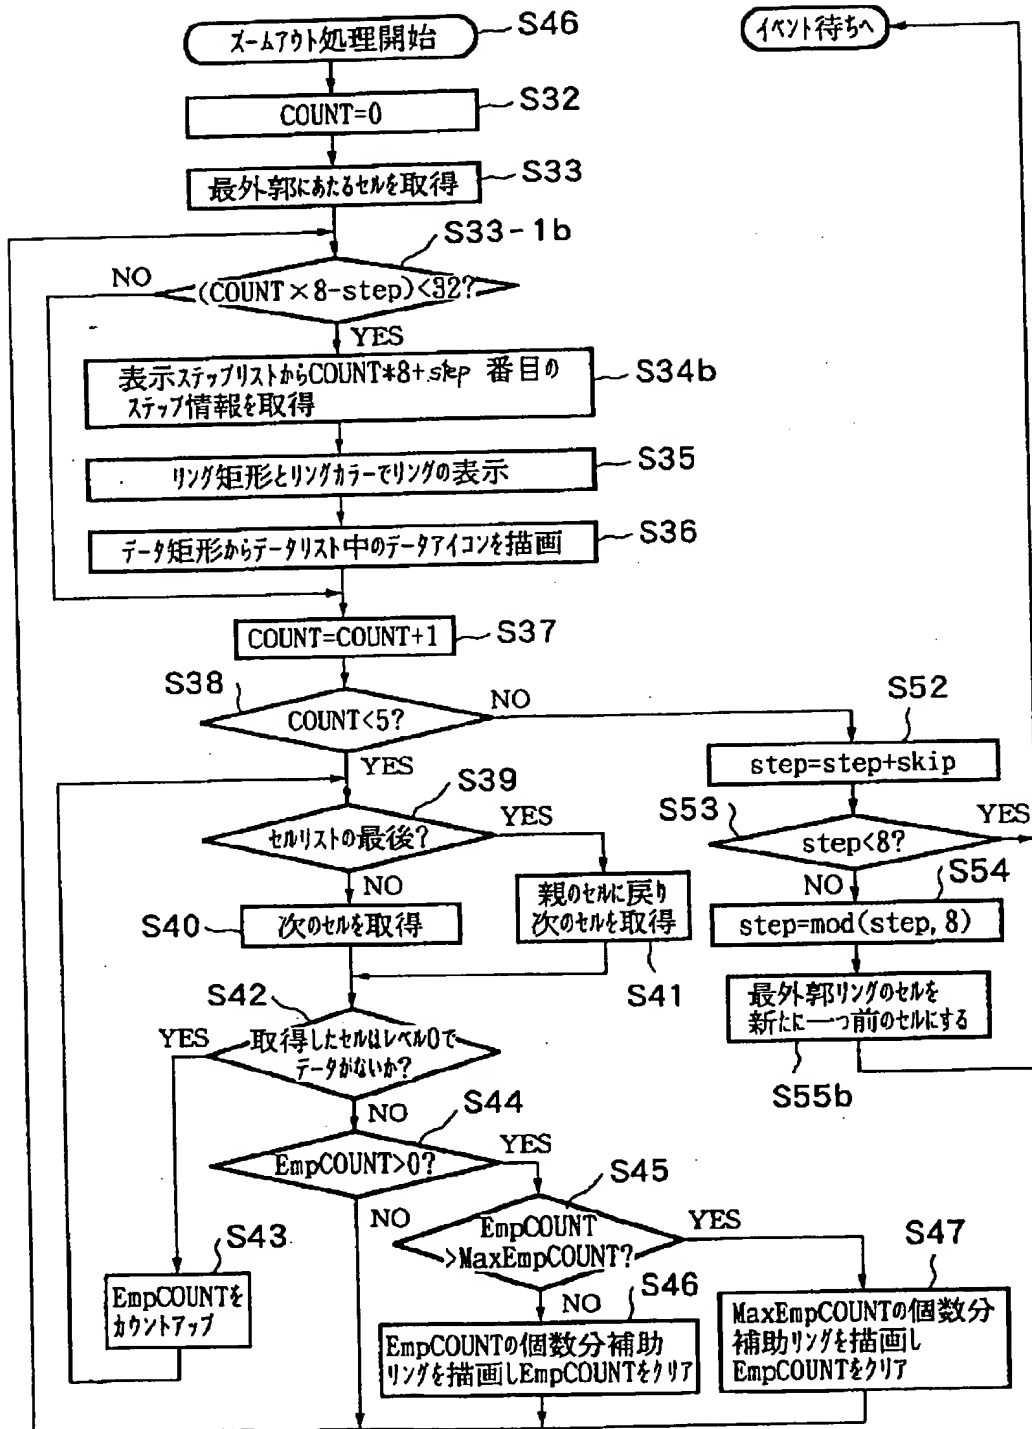 ズームアウト処理開始
S46
イベント待ちへ
COUNT=0
S32
最外郭にあたるセルを取得
S33
S33-1b
NO
(COUNT×8-step)<32?
YES
表示ステップリストからCOUNT*8+step 番目の
ステップ情報を取得
S34b
リング矩形とリングカラーでリングの表示
S35
データ矩形からデータリスト中のデータアイコンを描画
S36
COUNT=COUNT+1
S37
S38
COUNT<5?
NO
YES
S52
step=step+skip
S53
step<8?
YES
NO
S54
step=mod(step,8)
最外郭リングのセルを
新たに一つ前のセルにする
S55b
S39
セルリストの最後?
YES
NO
S40
次のセルを取得
親のセルに戻り
次のセルを取得
S41
S42
YES
取得したセルはレベル0で
データがないか?
NO
S44
EmpCOUNT>0?
YES
NO
S45
EmpCOUNT
>MaxEmpCOUNT?
YES
NO
S43
EmpCOUNTを
カウントアップ
S46
EmpCOUNTの個数分補助
リングを描画しEmpCOUNTをクリア
S47
MaxEmpCOUNTの個数分
補助リングを描画し
EmpCOUNTをクリア